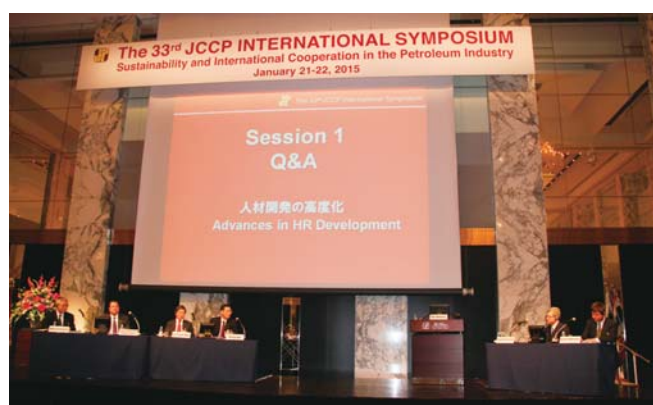 The 33rd JCCP INTERNATIONAL SYMPOSIUM
Sustainability and International Cooperation in the Petroleum Industry
January 21-22, 2015
The 33rd JCCP International Symposium
Session 1
Q&A
人材開発の高度化
Advances in HR Development